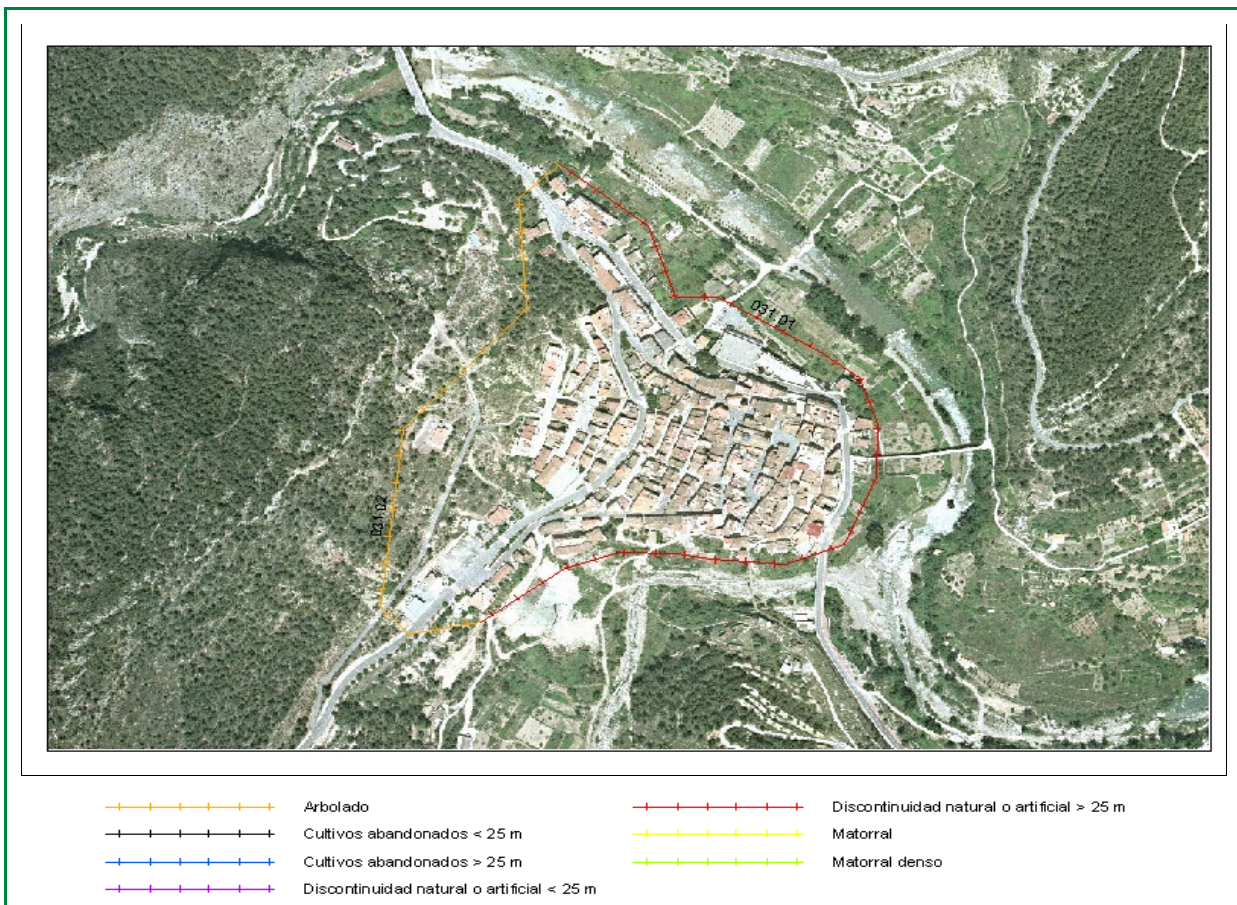 031.01
031.02
Arbolado
Cultivos abandonados < 25 m
Cultivos abandonados > 25 m
Discontinuidad natural o artificial < 25 m
Discontinuidad natural o artificial > 25 m
Matorral
Matorral denso